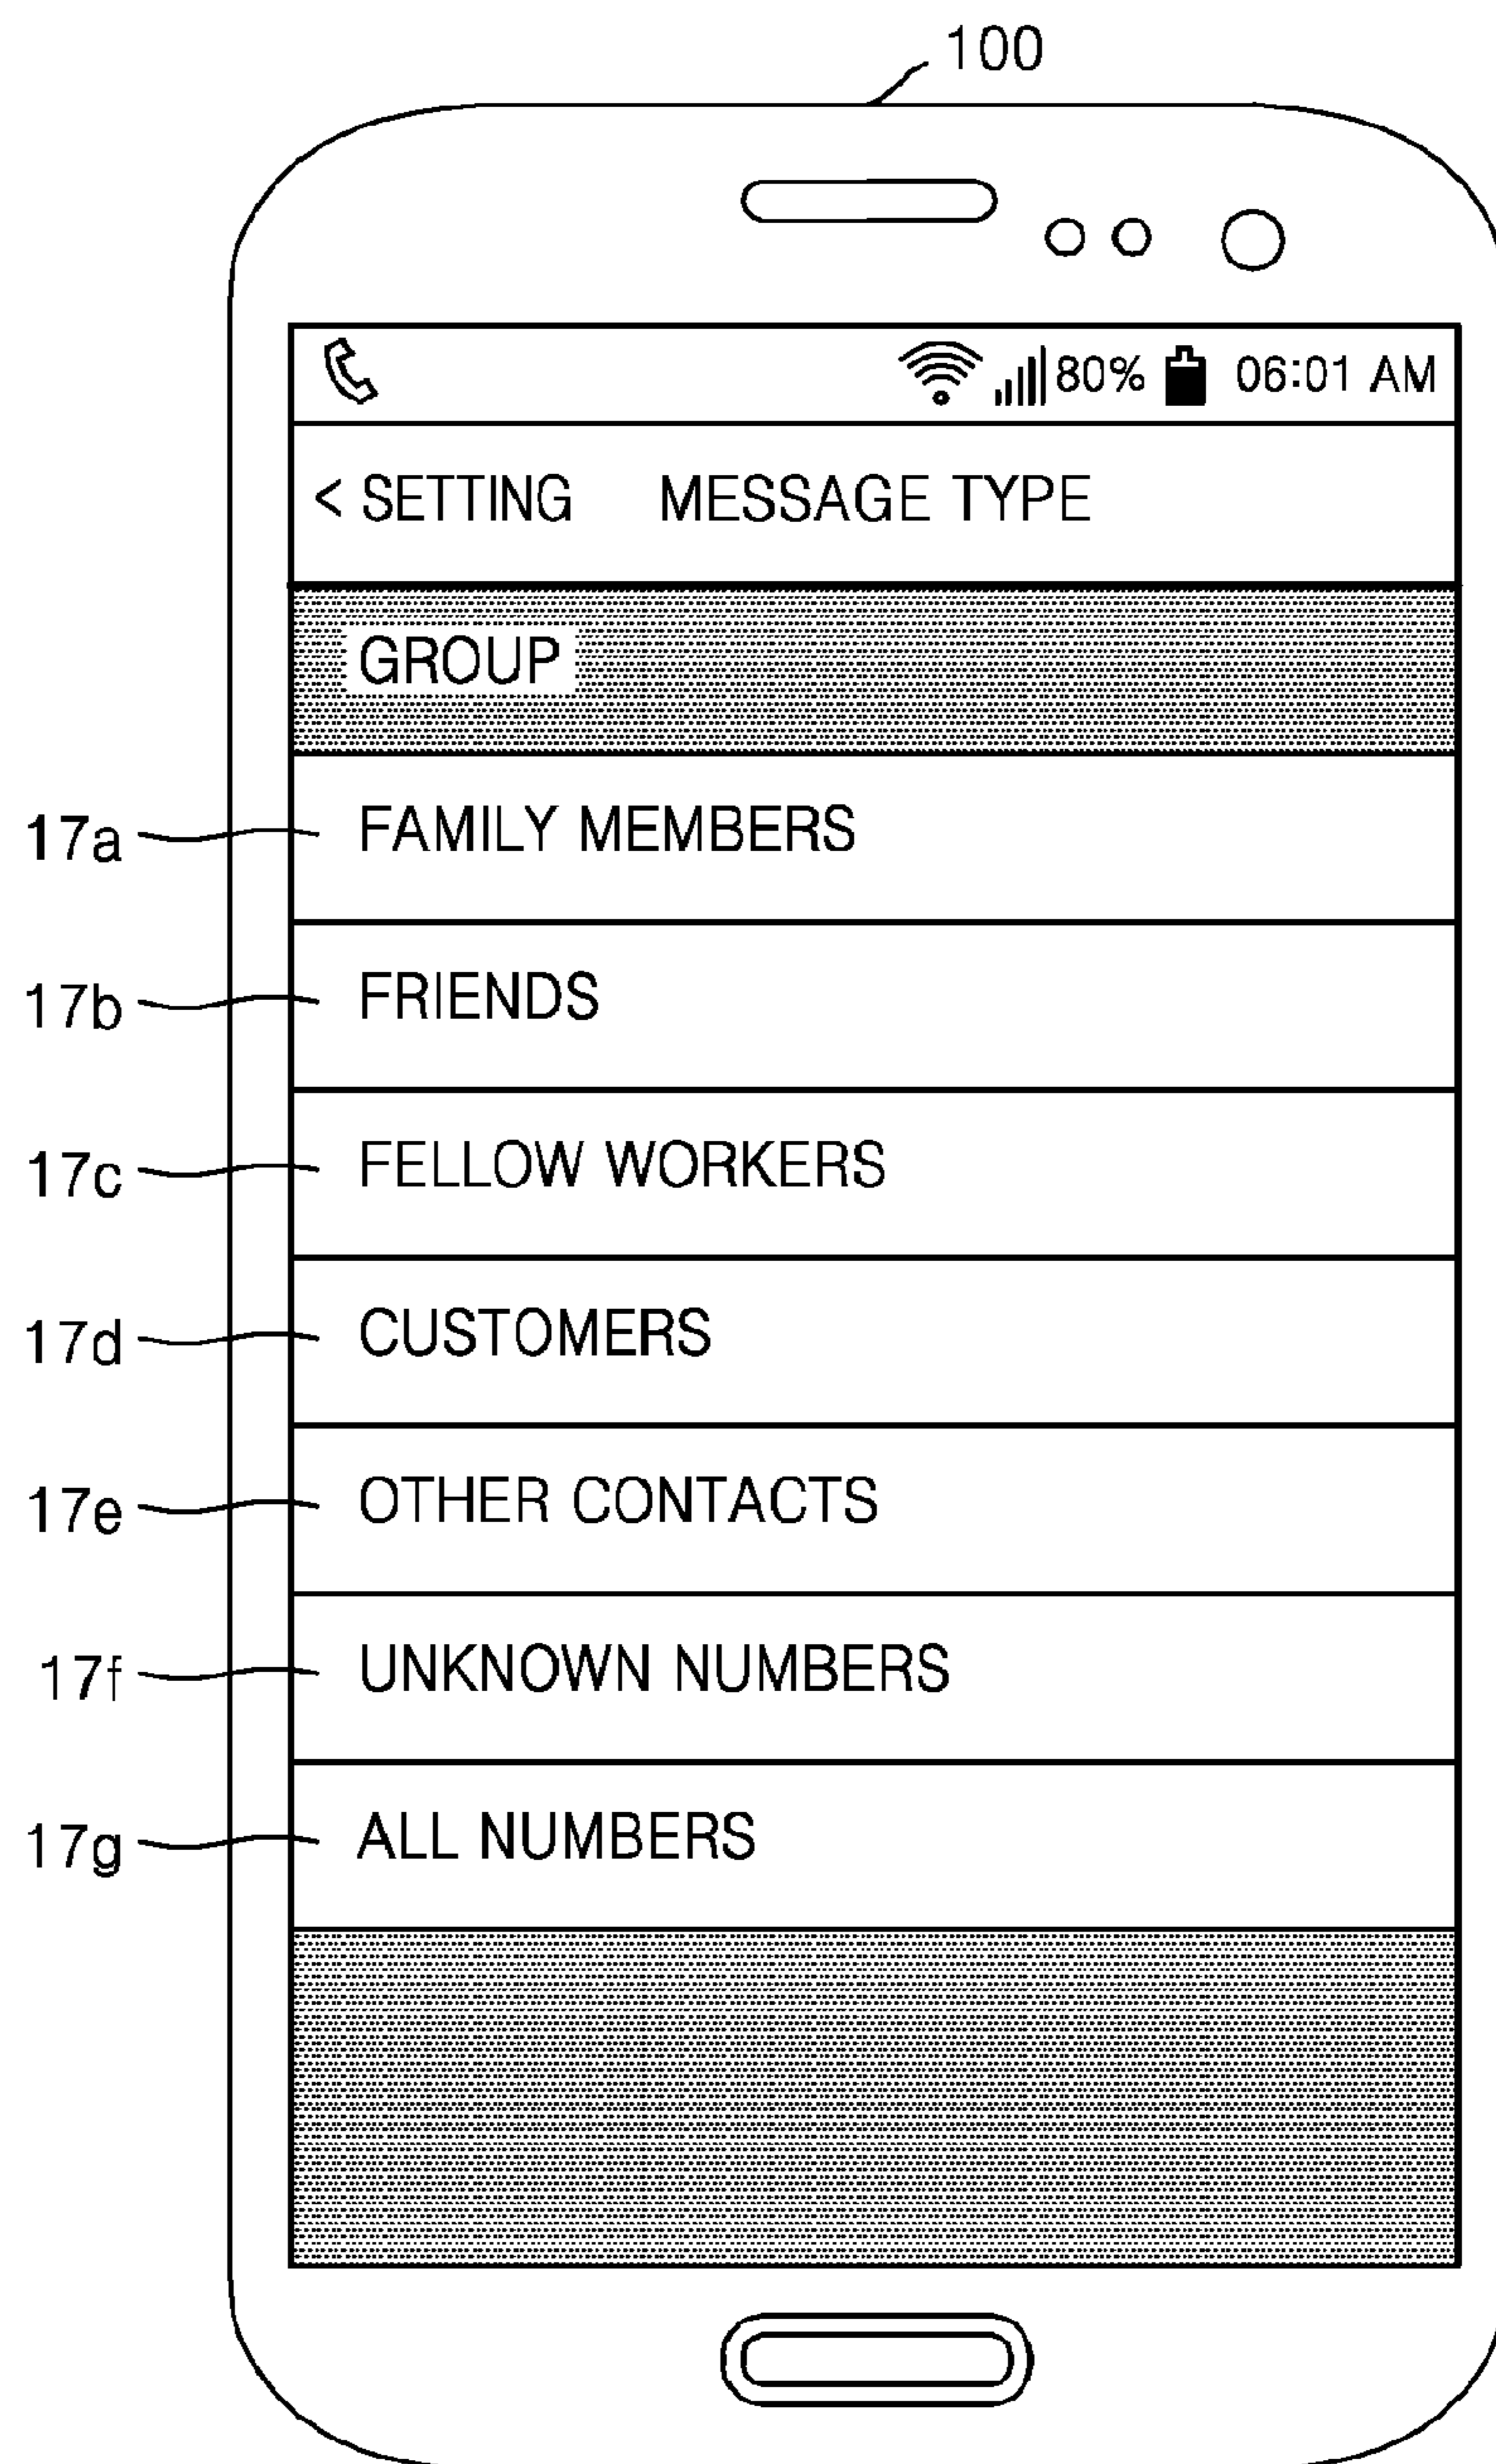 100
80% 06:01 AM
< SETTING MESSAGE TYPE
GROUP
17a FAMILY MEMBERS
17b FRIENDS
17c FELLOW WORKERS
17d CUSTOMERS
17e OTHER CONTACTS
17f UNKNOWN NUMBERS
17g ALL NUMBERS